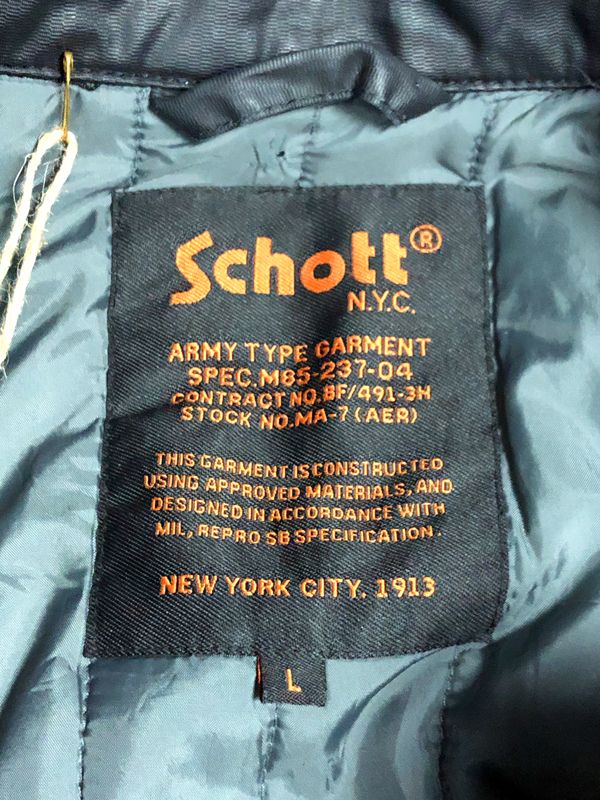 Schott®
N.Y.C.
ARMY TYPE GARMENT
SPEC.M85-237-04
CONTRACT NO.BF/491-3H
STOCK NO.MA-7(AER)
THIS GARMENT IS CONSTRUCTED
USING APPROVED MATERIALS, AND
DESIGNED IN ACCORDANCE WITH
MIL, REPRO SB SPECIFICATION.
NEW YORK CITY, 1913
L